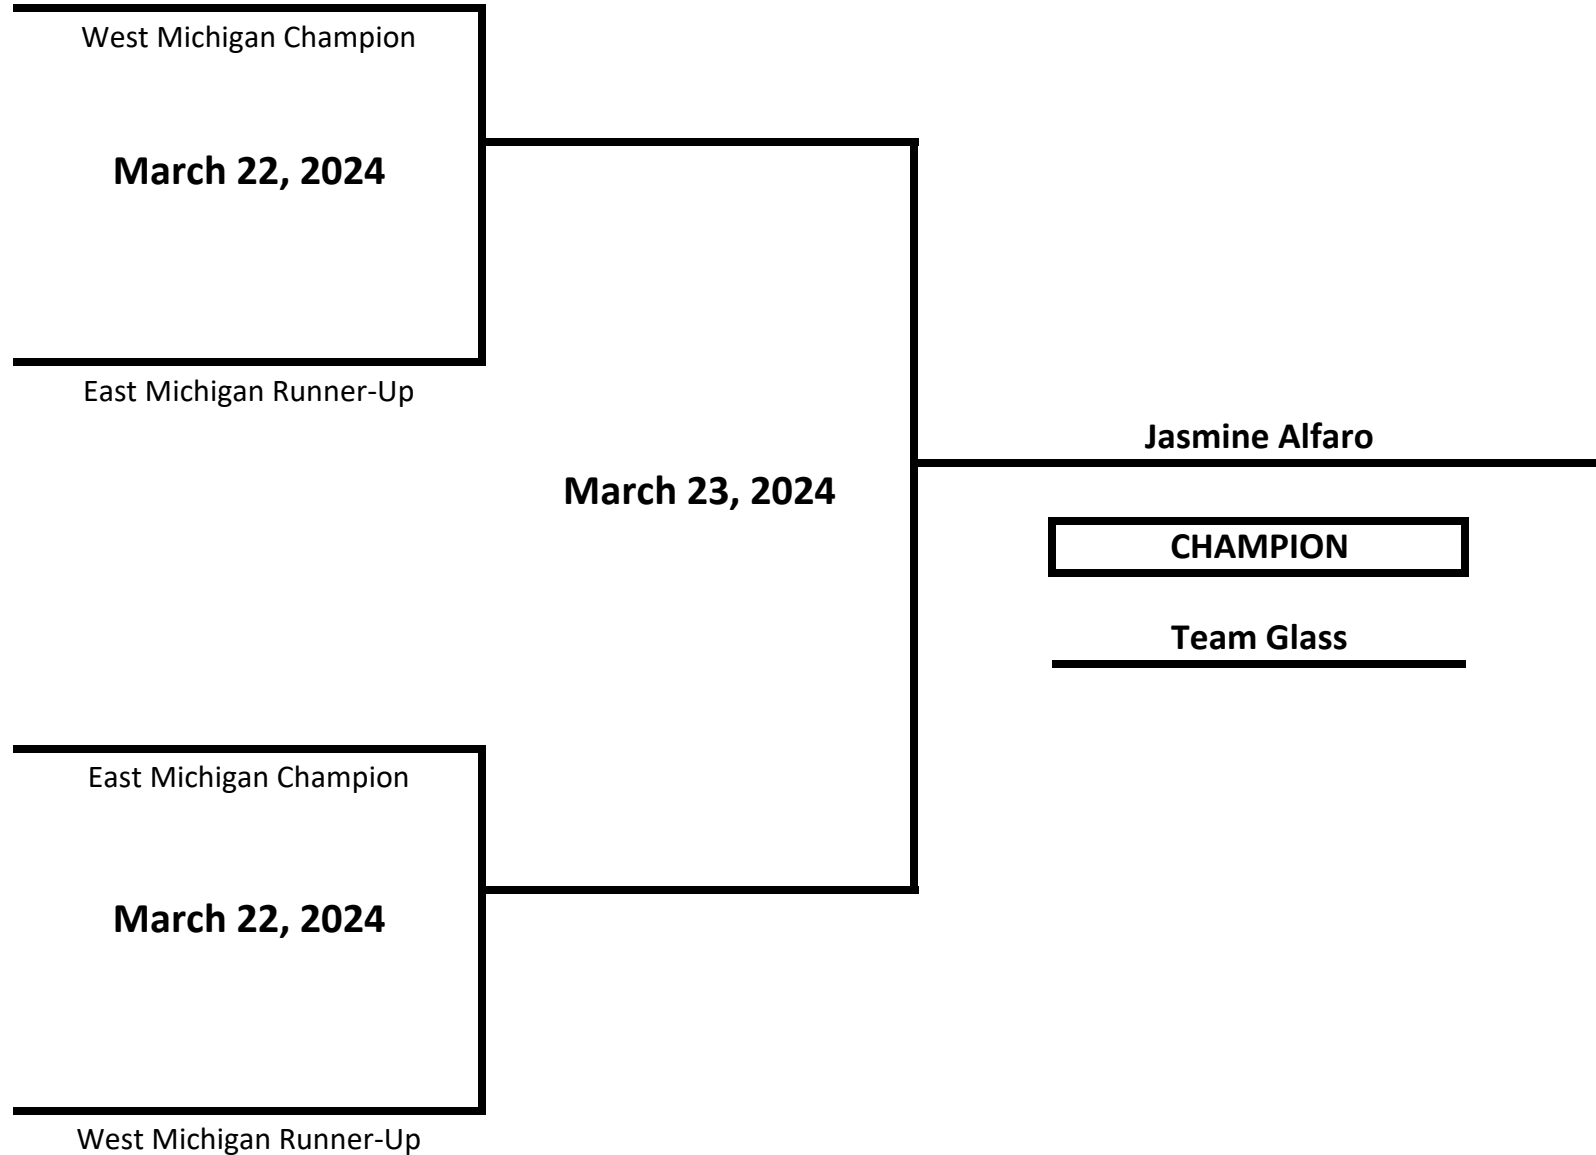 West Michigan Champion
March 22, 2024
East Michigan Runner-Up
Jasmine Alfaro
March 23, 2024
CHAMPION
Team Glass
East Michigan Champion
March 22, 2024
West Michigan Runner-Up